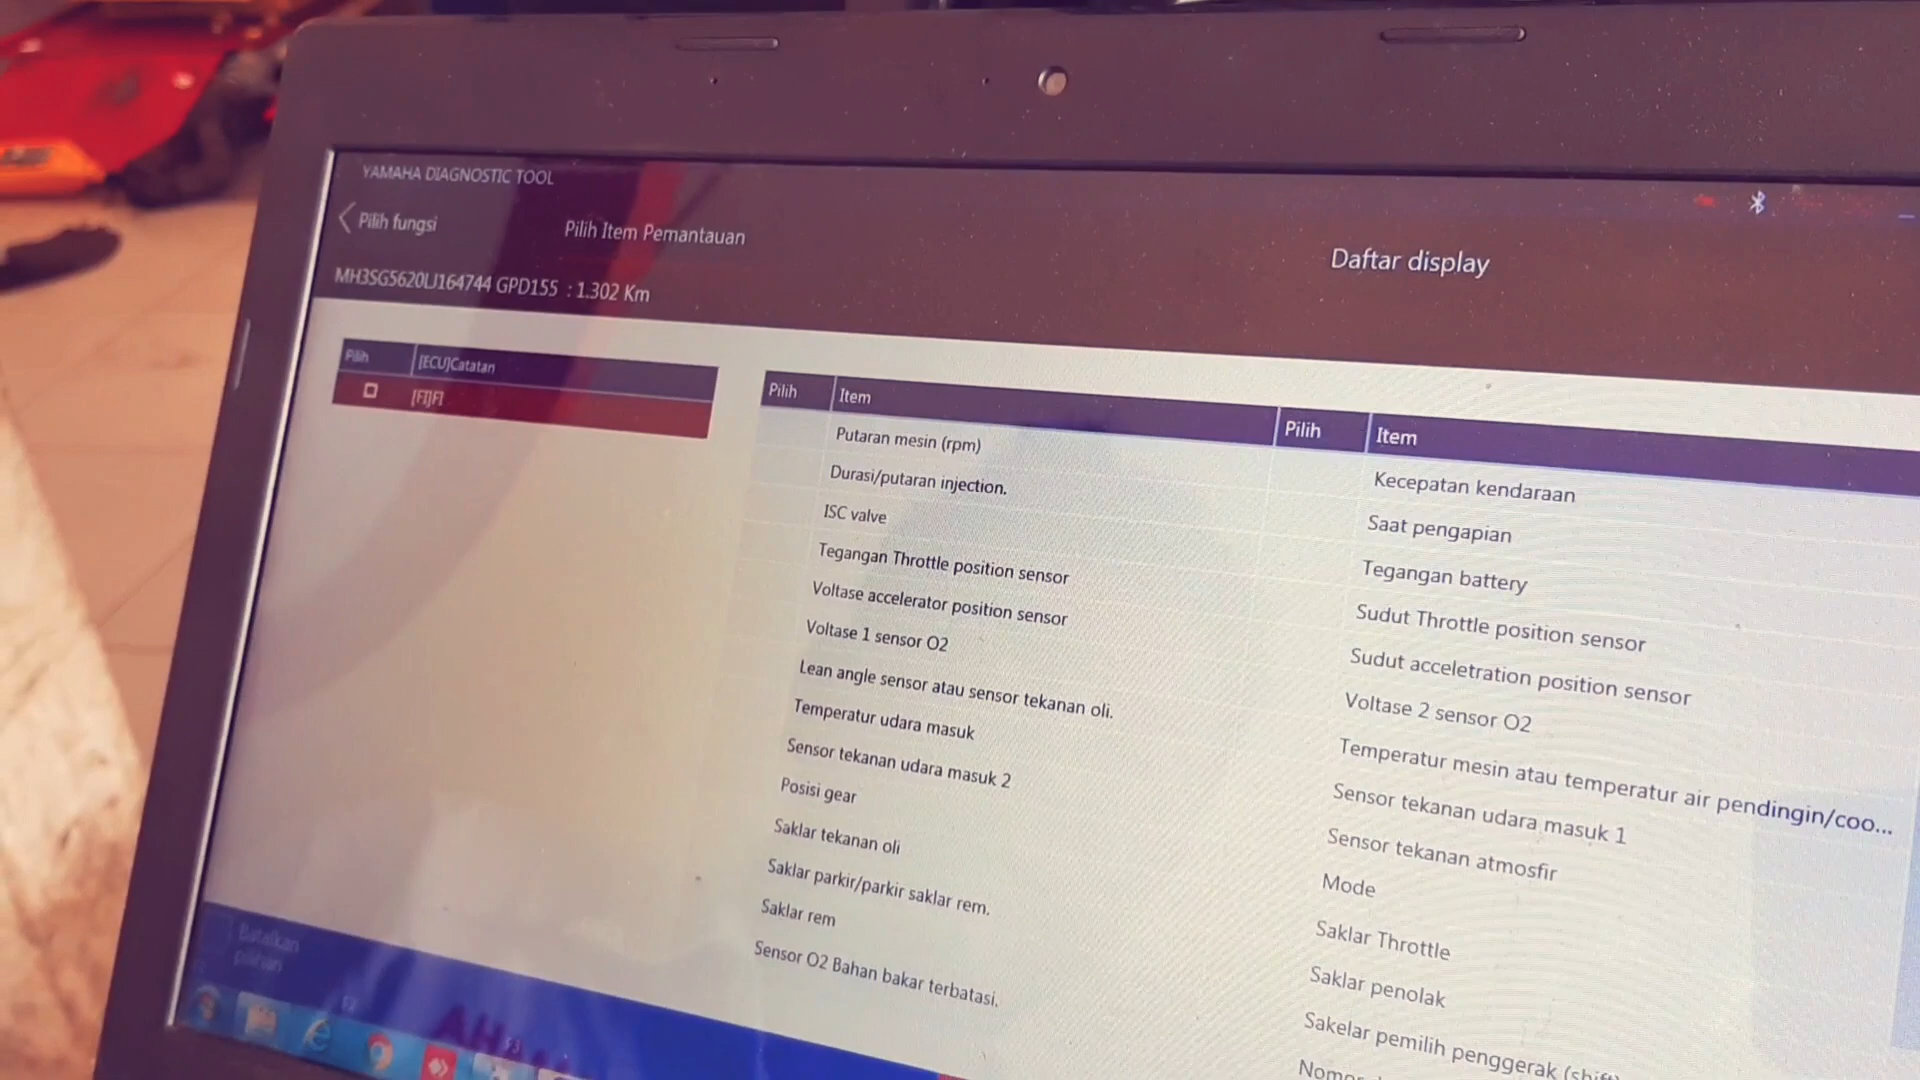 YAMAHA DIAGNOSTIC TOOL
Pilih fungsi
Pilih Item Pemantauan
Daftar display
MH3SG5620LJ164744 GPD155 : 1.302 Km
Pilih [ECU]Catatan
[FI]FI
Pilih Item Pilih Item
Putaran mesin (rpm) Kecepatan kendaraan
Durasi/putaran injection. Saat pengapian
ISC valve Tegangan battery
Tegangan Throttle position sensor Sudut Throttle position sensor
Voltase accelerator position sensor Sudut acceletration position sensor
Voltase 1 sensor O2 Voltase 2 sensor O2
Lean angle sensor atau sensor tekanan oli. Temperatur mesin atau temperatur air pendingin/coo...
Temperatur udara masuk Sensor tekanan udara masuk 1
Sensor tekanan udara masuk 2 Sensor tekanan atmosfir
Posisi gear Mode
Saklar tekanan oli Saklar Throttle
Saklar parkir/parkir saklar rem. Saklar penolak
Saklar rem Sakelar pemilih penggerak
Sensor O2 Bahan bakar terbatasi.
Batalkan
pilihan